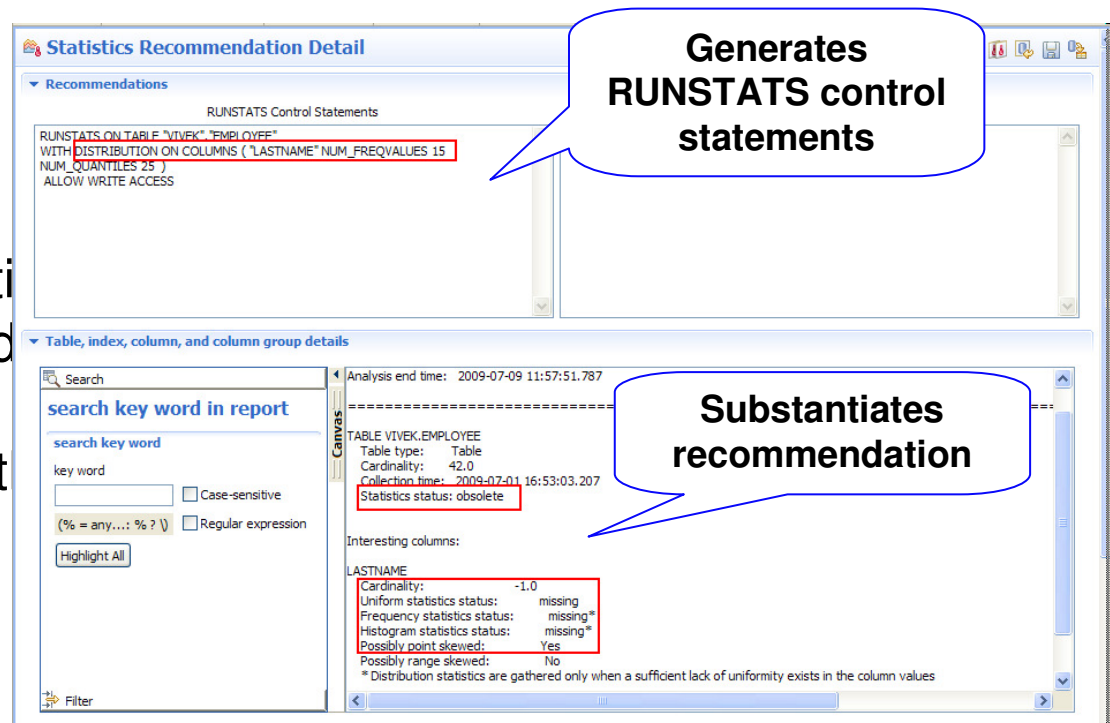 Statistics Recommendation Detail
Generates
RUNSTATS control
statements
Recommendations
RUNSTATS Control Statements
RUNSTATS ON TABLE "VIVEK"."EMPLOYEE"
WITH DISTRIBUTION ON COLUMNS ( "LASTNAME" NUM_FREQVALUES 15
NUM_QUANTILES 25 )
ALLOW WRITE ACCESS
ti
d
t
Table, index, column, and column group details
Search
search key word in report
search key word
key word
Case-sensitive
(% = any...: % ? \)
Regular expression
Highlight All
Filter
Canvas
Analysis end time: 2009-07-09 11:57:51.787
==========================================
Substantiates
recommendation
TABLE VIVEK.EMPLOYEE
Table type: Table
Cardinality: 42.0
Collection time: 2009-07-01 16:53:03.207
Statistics status: obsolete
Interesting columns:
LASTNAME
Cardinality: -1.0
Uniform statistics status: missing
Frequency statistics status: missing*
Histogram statistics status: missing*
Possibly point skewed: Yes
Possibly range skewed: No
* Distribution statistics are gathered only when a sufficient lack of uniformity exists in the column values